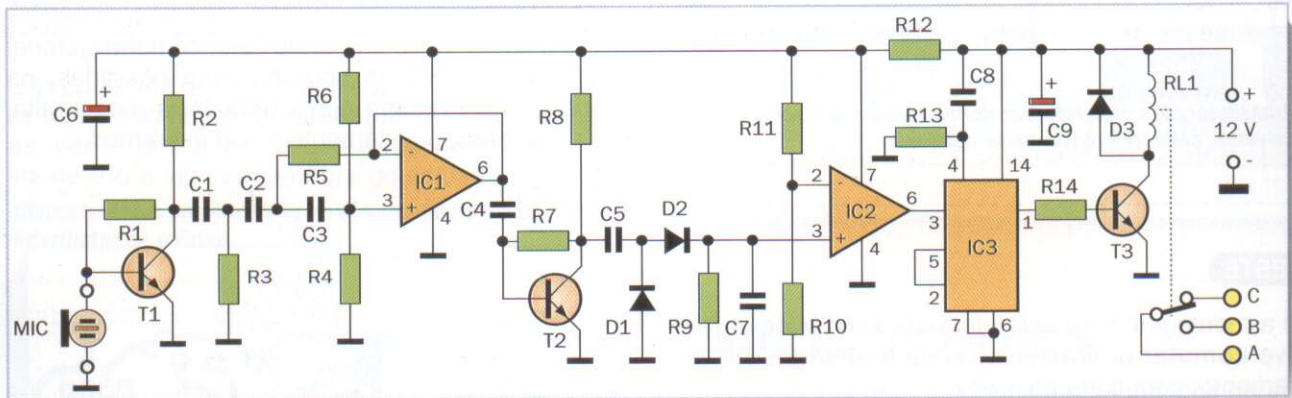 R12
C6
+
R2
R6
R8
R11
C8
R13
+
C9
D3
RL1
+
12 V
-
R1
C1
C2
R5
C3
2
-
7
IC1
6
3
+
4
C4
R7
C5
D2
2
-
7
IC2
6
3
+
4
4
14
3
IC3
1
5
2
7
6
R14
T3
MIC
T1
R3
R4
T2
D1
R9
C7
R10
C
B
A